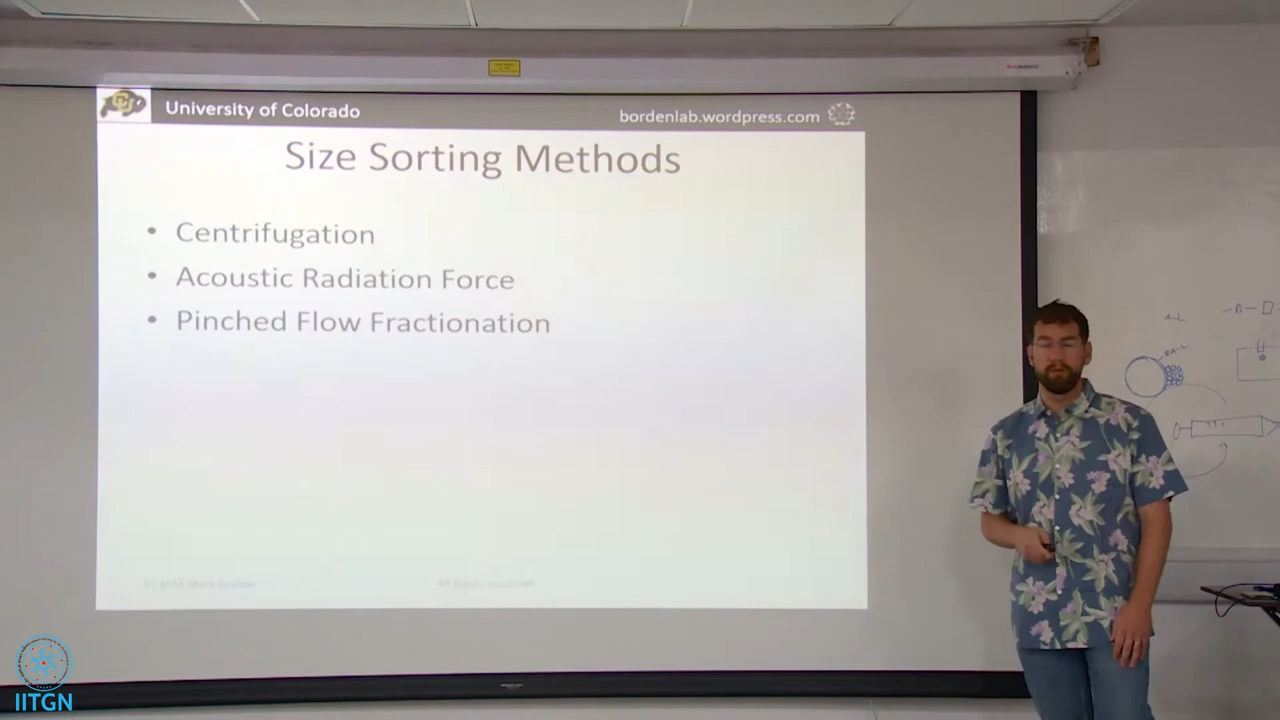 University of Colorado
bordenlab.wordpress.com
Size Sorting Methods
• Centrifugation
• Acoustic Radiation Force
• Pinched Flow Fractionation
IITGN